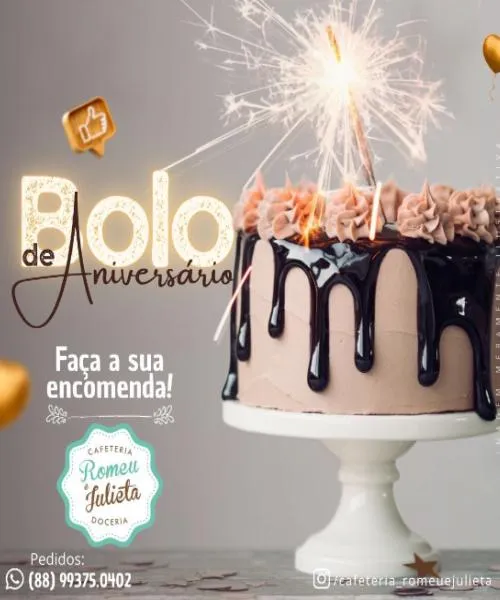 Bolo
de Aniversário
Faça a sua
encomenda!
CAFETERIA
Romeu
e Julieta
DOCERIA
Pedidos:
(88) 99375.0402
/cafeteria_romeuejulieta